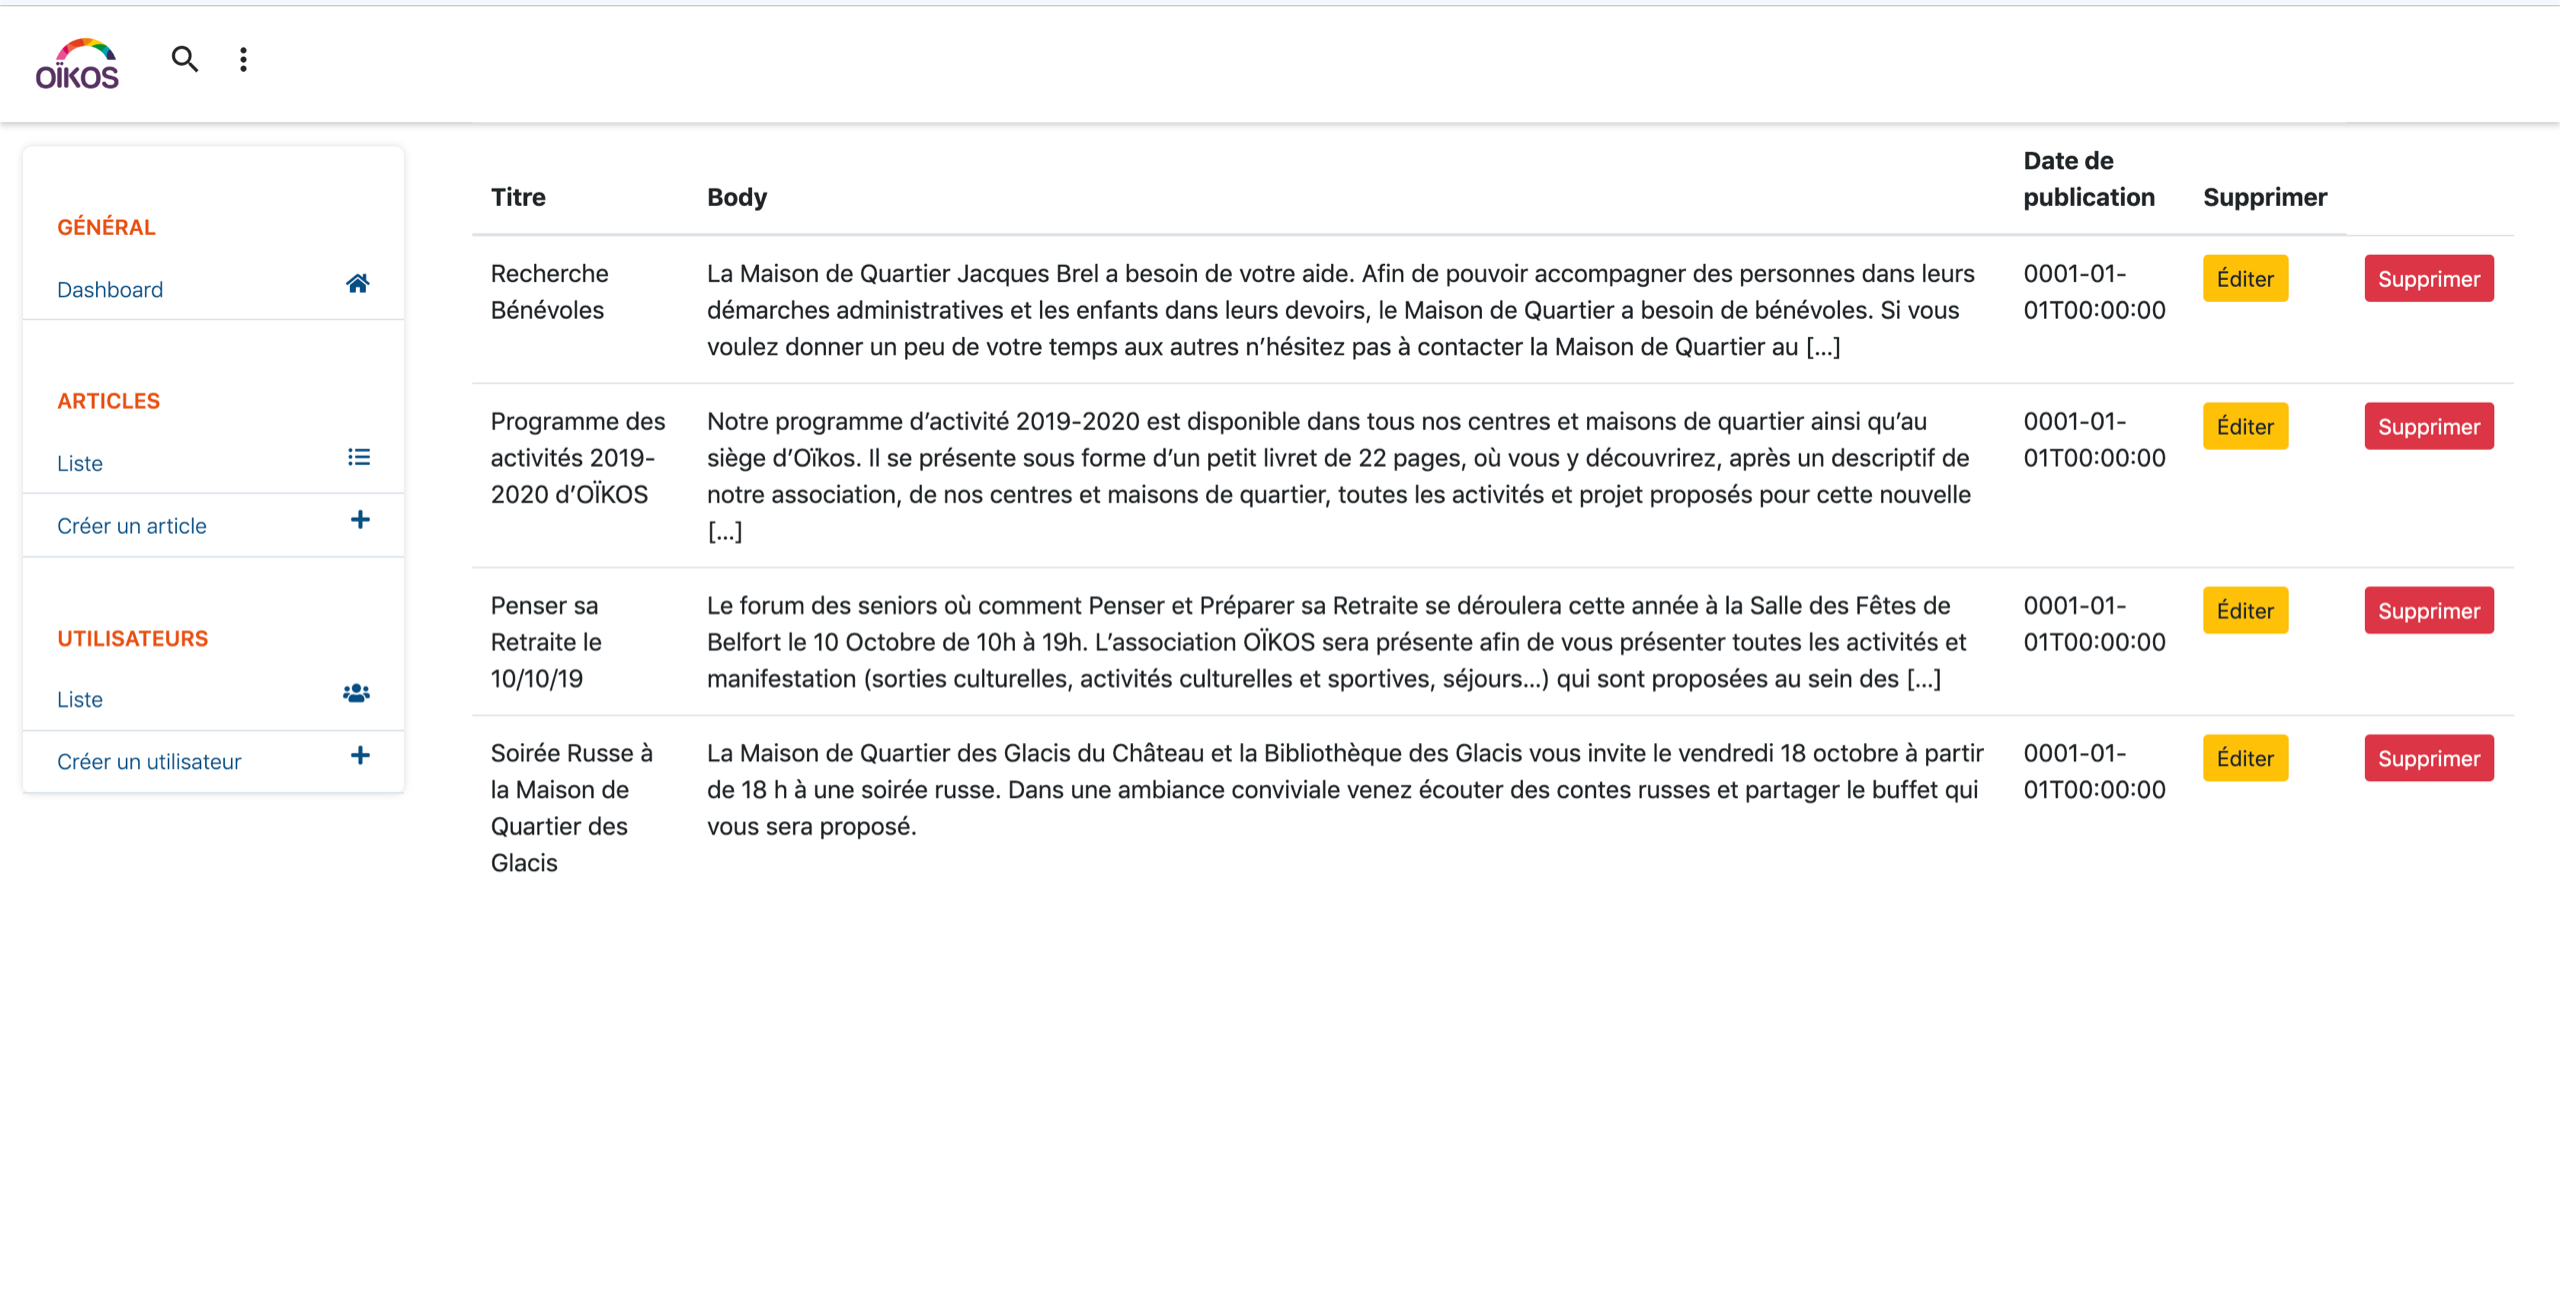 OÏKOS
GÉNÉRAL
Dashboard
ARTICLES
Liste
Créer un article
UTILISATEURS
Liste
Créer un utilisateur
Titre
Body
Date de
publication
Supprimer
Recherche
Bénévoles
La Maison de Quartier Jacques Brel a besoin de votre aide. Afin de pouvoir accompagner des personnes dans leurs
démarches administratives et les enfants dans leurs devoirs, le Maison de Quartier a besoin de bénévoles. Si vous
voulez donner un peu de votre temps aux autres n’hésitez pas à contacter la Maison de Quartier au [...]
0001-01-
01T00:00:00
Éditer
Supprimer
Programme des
activités 2019-
2020 d’OÏKOS
Notre programme d’activité 2019-2020 est disponible dans tous nos centres et maisons de quartier ainsi qu’au
siège d’Oïkos. Il se présente sous forme d’un petit livret de 22 pages, où vous y découvrirez, après un descriptif de
notre association, de nos centres et maisons de quartier, toutes les activités et projet proposés pour cette nouvelle
[...]
0001-01-
01T00:00:00
Éditer
Supprimer
Penser sa
Retraite le
10/10/19
Le forum des seniors où comment Penser et Préparer sa Retraite se déroulera cette année à la Salle des Fêtes de
Belfort le 10 Octobre de 10h à 19h. L’association OÏKOS sera présente afin de vous présenter toutes les activités et
manifestation (sorties culturelles, activités culturelles et sportives, séjours...) qui sont proposées au sein des [...]
0001-01-
01T00:00:00
Éditer
Supprimer
Soirée Russe à
la Maison de
Quartier des
Glacis
La Maison de Quartier des Glacis du Château et la Bibliothèque des Glacis vous invite le vendredi 18 octobre à partir
de 18 h à une soirée russe. Dans une ambiance conviviale venez écouter des contes russes et partager le buffet qui
vous sera proposé.
0001-01-
01T00:00:00
Éditer
Supprimer